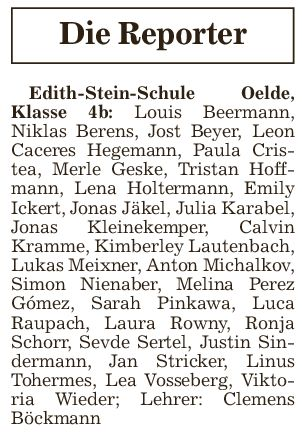 Die Reporter
Edith-Stein-Schule Oelde,
Klasse 4b: Louis Beermann,
Niklas Berens, Jost Beyer, Leon
Caceres Hegemann, Paula Cris-
tea, Merle Geske, Tristan Hoff-
mann, Lena Holtermann, Emily
Ickert, Jonas Jäkel, Julia Karabel,
Jonas Kleinekemper, Calvin
Kramme, Kimberley Lautenbach,
Lukas Meixner, Anton Michalkov,
Simon Nienaber, Melina Perez
Gómez, Sarah Pinkawa, Luca
Raupach, Laura Rowny, Ronja
Schorr, Sevde Sertel, Justin Sin-
dermann, Jan Stricker, Linus
Tohermes, Lea Vosseberg, Vikto-
ria Wieder; Lehrer: Clemens
Böckmann